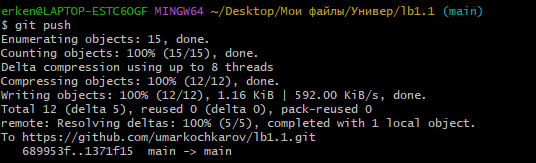 erken@LAPTOP-ESTC6OGF MINGW64 ~/Desktop/Мои файлы/Универ/lb1.1 (main)
$ git push
Enumerating objects: 15, done.
Counting objects: 100% (15/15), done.
Delta compression using up to 8 threads
Compressing objects: 100% (12/12), done.
Writing objects: 100% (12/12), 1.16 KiB | 592.00 KiB/s, done.
Total 12 (delta 5), reused 0 (delta 0), pack-reused 0
remote: Resolving deltas: 100% (5/5), completed with 1 local object.
To https://github.com/umarkochkarov/lb1.1.git
   689953f..1371f15  main -> main